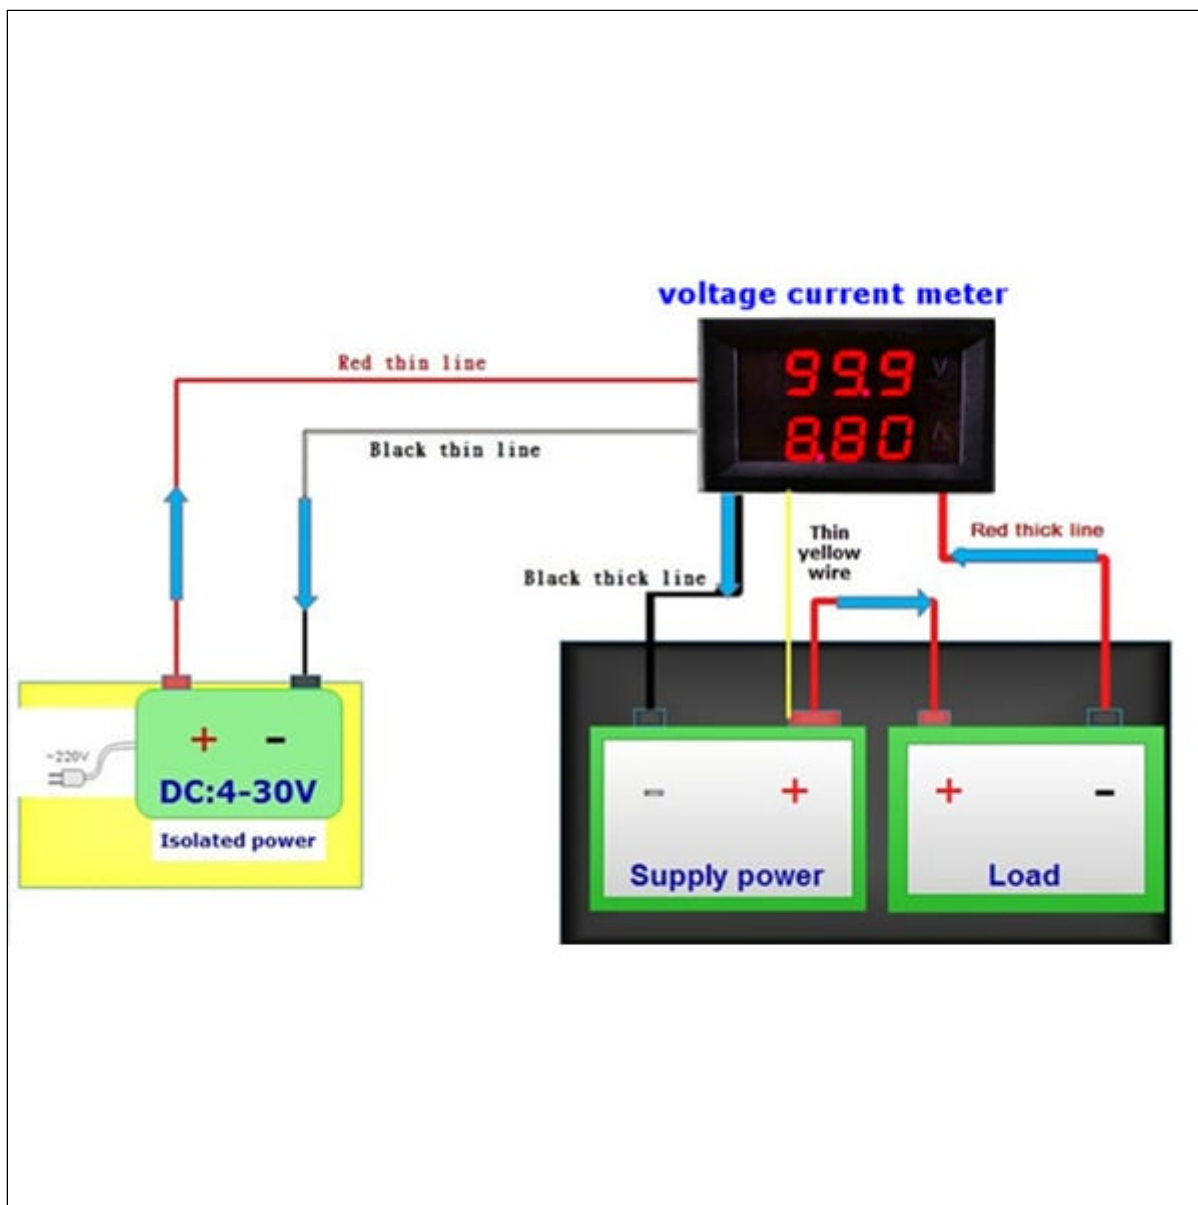 voltage current meter
99.9 V
8.80 A
Red thin line
Black thin line
Black thick line
Thin
yellow
wire
Red thick line
~220V
+ -
DC:4-30V
Isolated power
- +
Supply power
+ -
Load